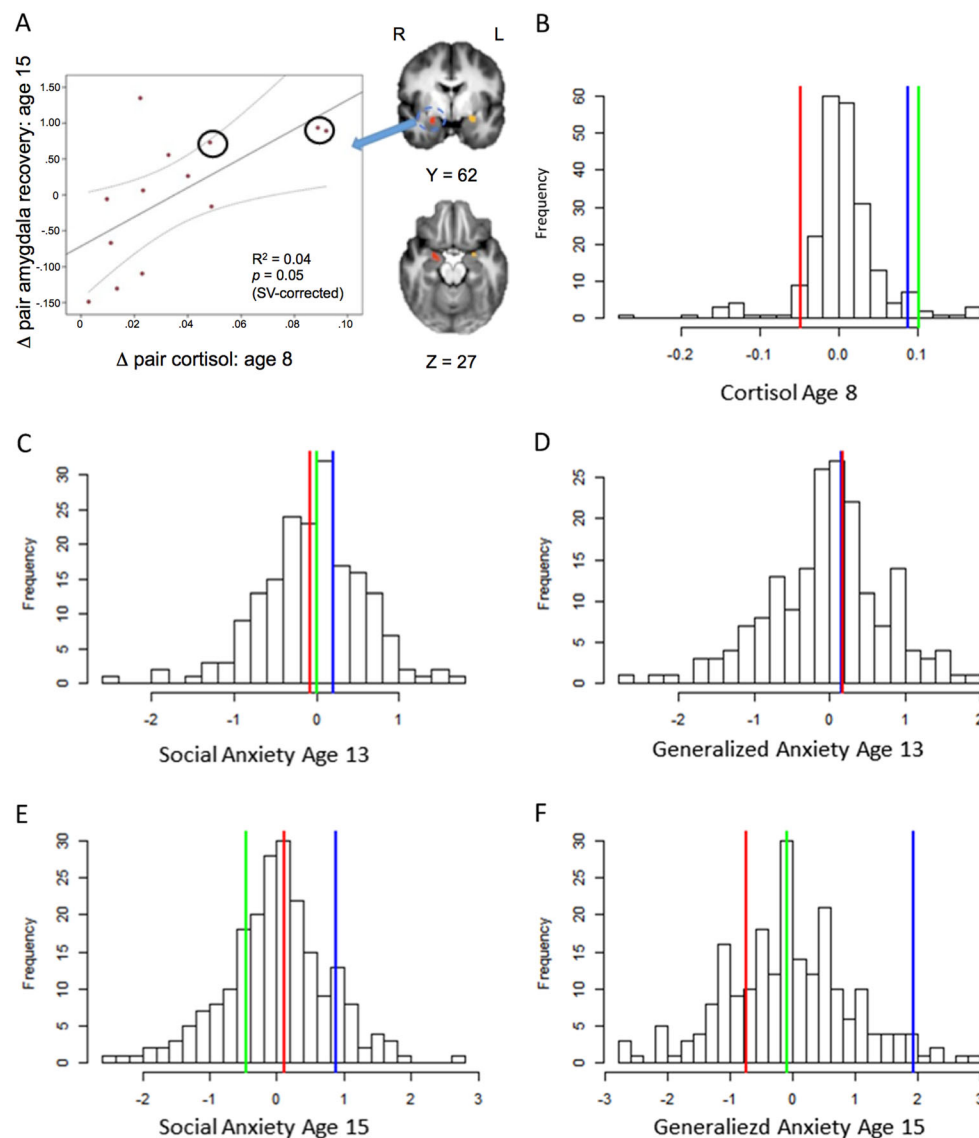 A
R L
Δ pair amygdala recovery: age 15
1.50
1.00
.50
0
-.50
-.100
-.150
0 .02 .04 .06 .08 .10
R² = 0.04
p = 0.05
(SV-corrected)
Δ pair cortisol: age 8
Y = 62
Z = 27
B
Frequency
0 10 20 30 40 50 60
-0.2 -0.1 0.0 0.1
Cortisol Age 8
C
Frequency
0 5 10 15 20 25 30
-2 -1 0 1
Social Anxiety Age 13
D
Frequency
0 5 10 15 20 25
-2 -1 0 1 2
Generalized Anxiety Age 13
E
Frequency
0 5 10 15 20 25 30
-2 -1 0 1 2 3
Social Anxiety Age 15
F
Frequency
0 5 10 15 20 25 30
-3 -2 -1 0 1 2 3
Generaliezd Anxiety Age 15